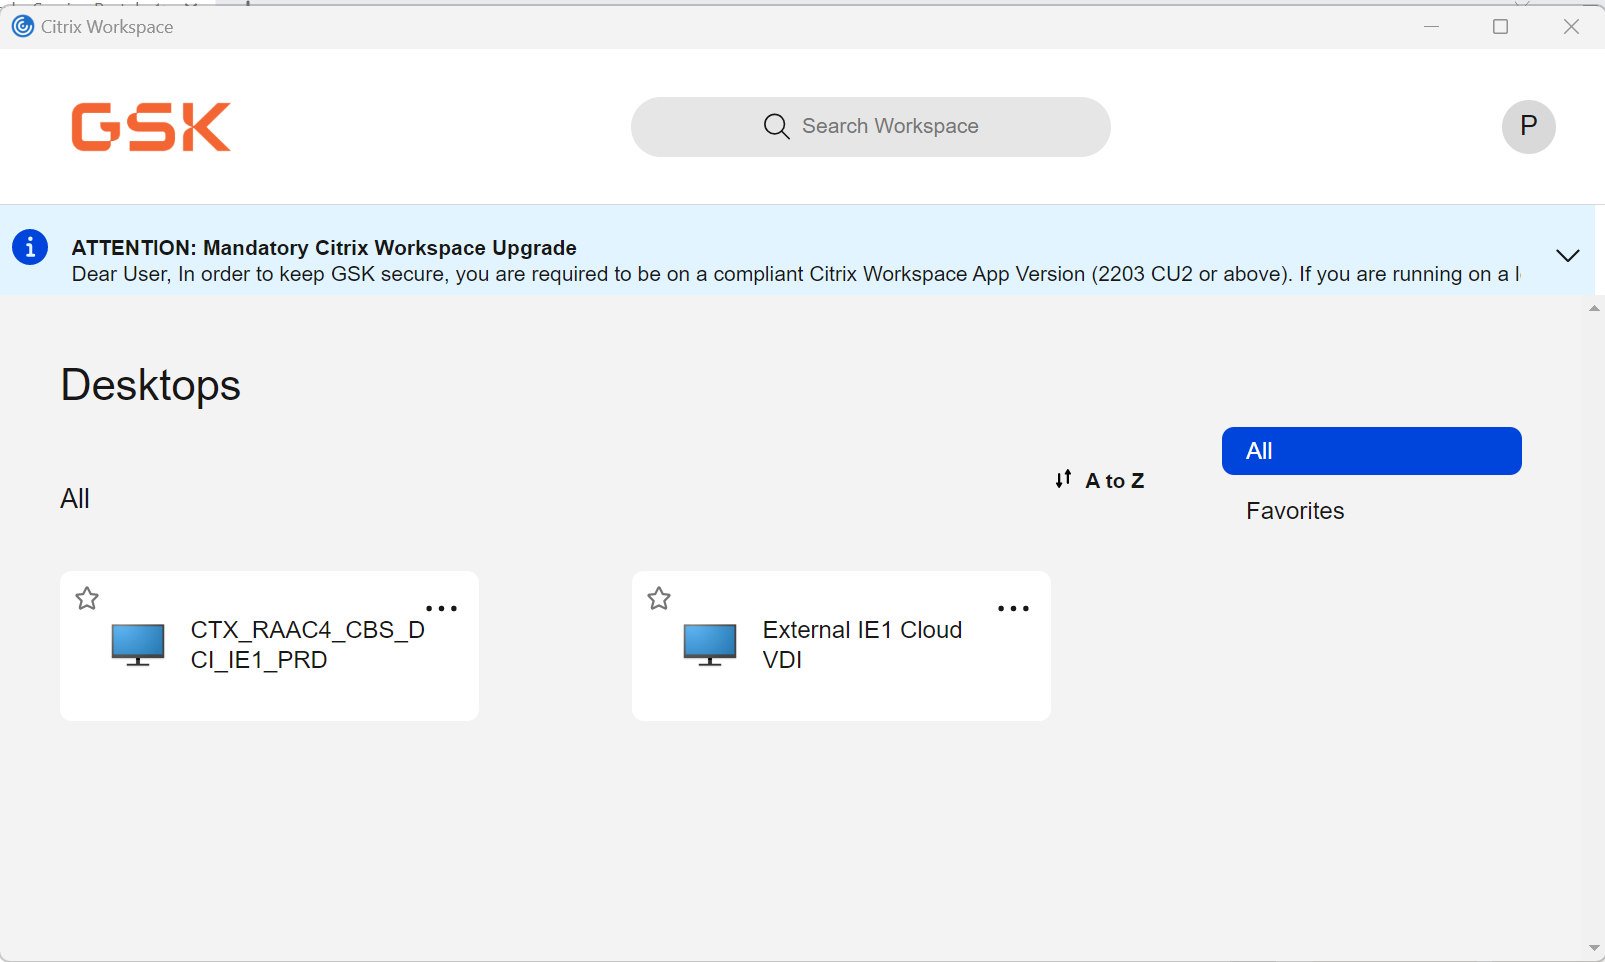 Citrix Workspace
GSK
Search Workspace
P
ATTENTION: Mandatory Citrix Workspace Upgrade
Dear User, In order to keep GSK secure, you are required to be on a compliant Citrix Workspace App Version (2203 CU2 or above). If you are running on a
Desktops
All
A to Z
All
Favorites
CTX_RAAC4_CBS_D
CI_IE1_PRD
External IE1 Cloud
VDI